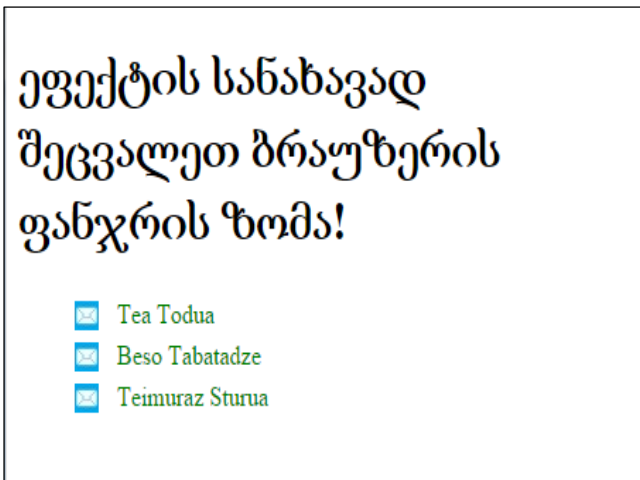 ეფექტის სანახავად
შეცვალეთ ბრაუზერის
ფანჯრის ზომა!
Tea Todua
Beso Tabatadze
Teimuraz Sturua